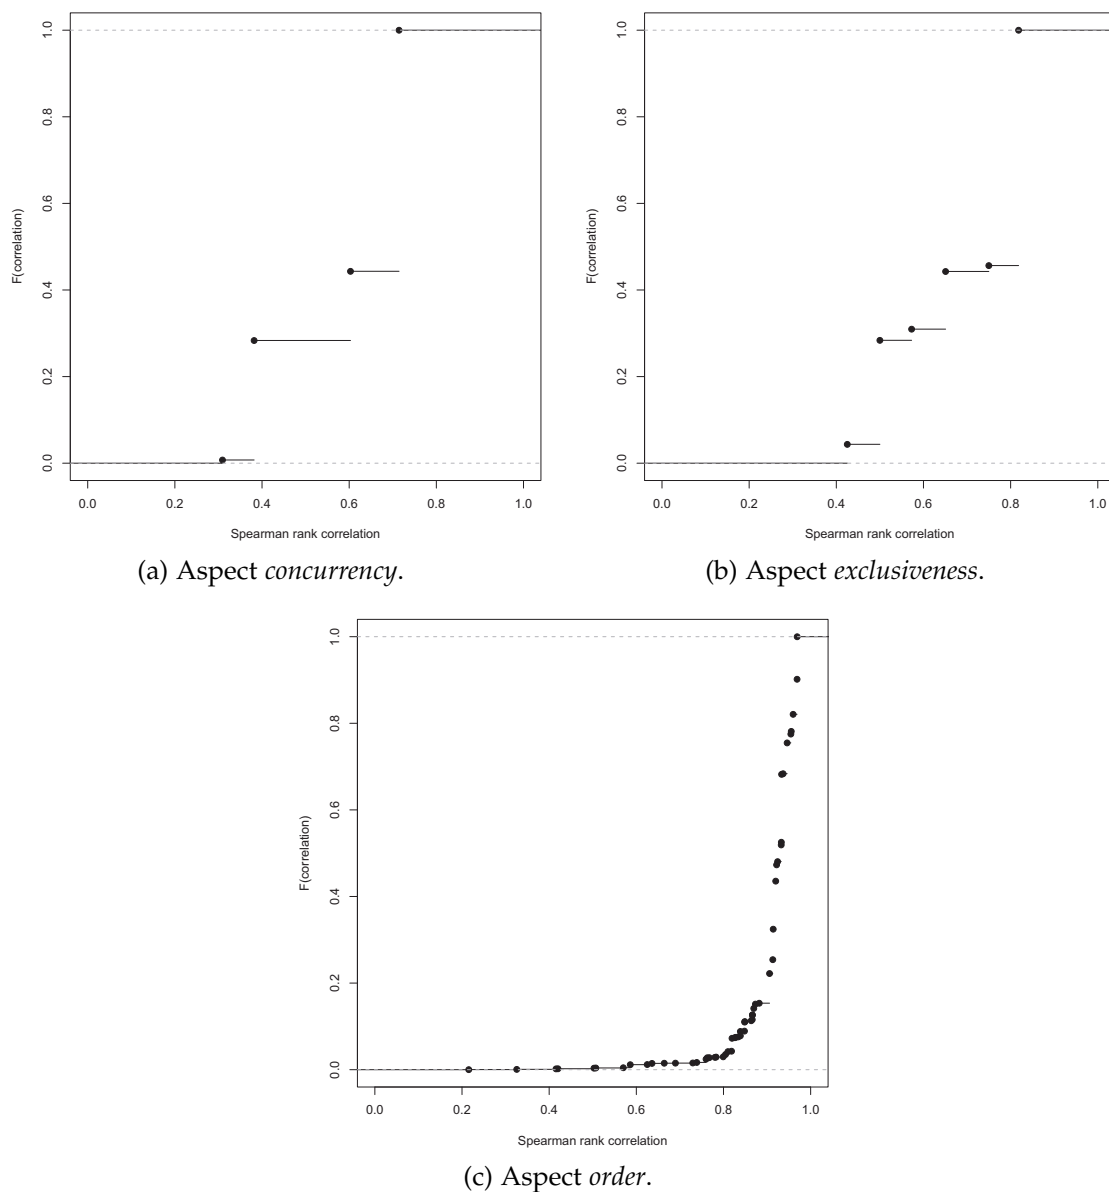 1.0
0.8
0.6
0.4
0.2
0.0
F(correlation)
0.0 0.2 0.4 0.6 0.8 1.0
Spearman rank correlation
(a) Aspect concurrency.
1.0
0.8
0.6
0.4
0.2
0.0
F(correlation)
0.0 0.2 0.4 0.6 0.8 1.0
Spearman rank correlation
(b) Aspect exclusiveness.
1.0
0.8
0.6
0.4
0.2
0.0
F(correlation)
0.0 0.2 0.4 0.6 0.8 1.0
Spearman rank correlation
(c) Aspect order.